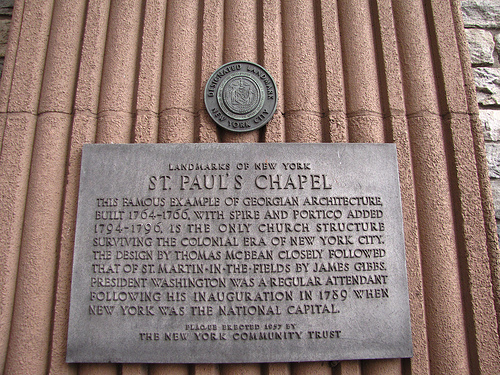 DESIGNATED LANDMARK
NEW YORK CITY
LANDMARKS OF NEW YORK
ST. PAUL'S CHAPEL
THIS FAMOUS EXAMPLE OF GEORGIAN ARCHITECTURE,
BUILT 1764-1766, WITH SPIRE AND PORTICO ADDED
1794-1796, IS THE ONLY CHURCH STRUCTURE
SURVIVING THE COLONIAL ERA OF NEW YORK CITY.
THE DESIGN BY THOMAS MCBEAN CLOSELY FOLLOWED
THAT OF ST. MARTIN-IN-THE-FIELDS BY JAMES GIBBS.
PRESIDENT WASHINGTON WAS A REGULAR ATTENDANT
FOLLOWING HIS INAUGURATION IN 1789 WHEN
NEW YORK WAS THE NATIONAL CAPITAL.
PLAQUE ERECTED 1957 BY
THE NEW YORK COMMUNITY TRUST